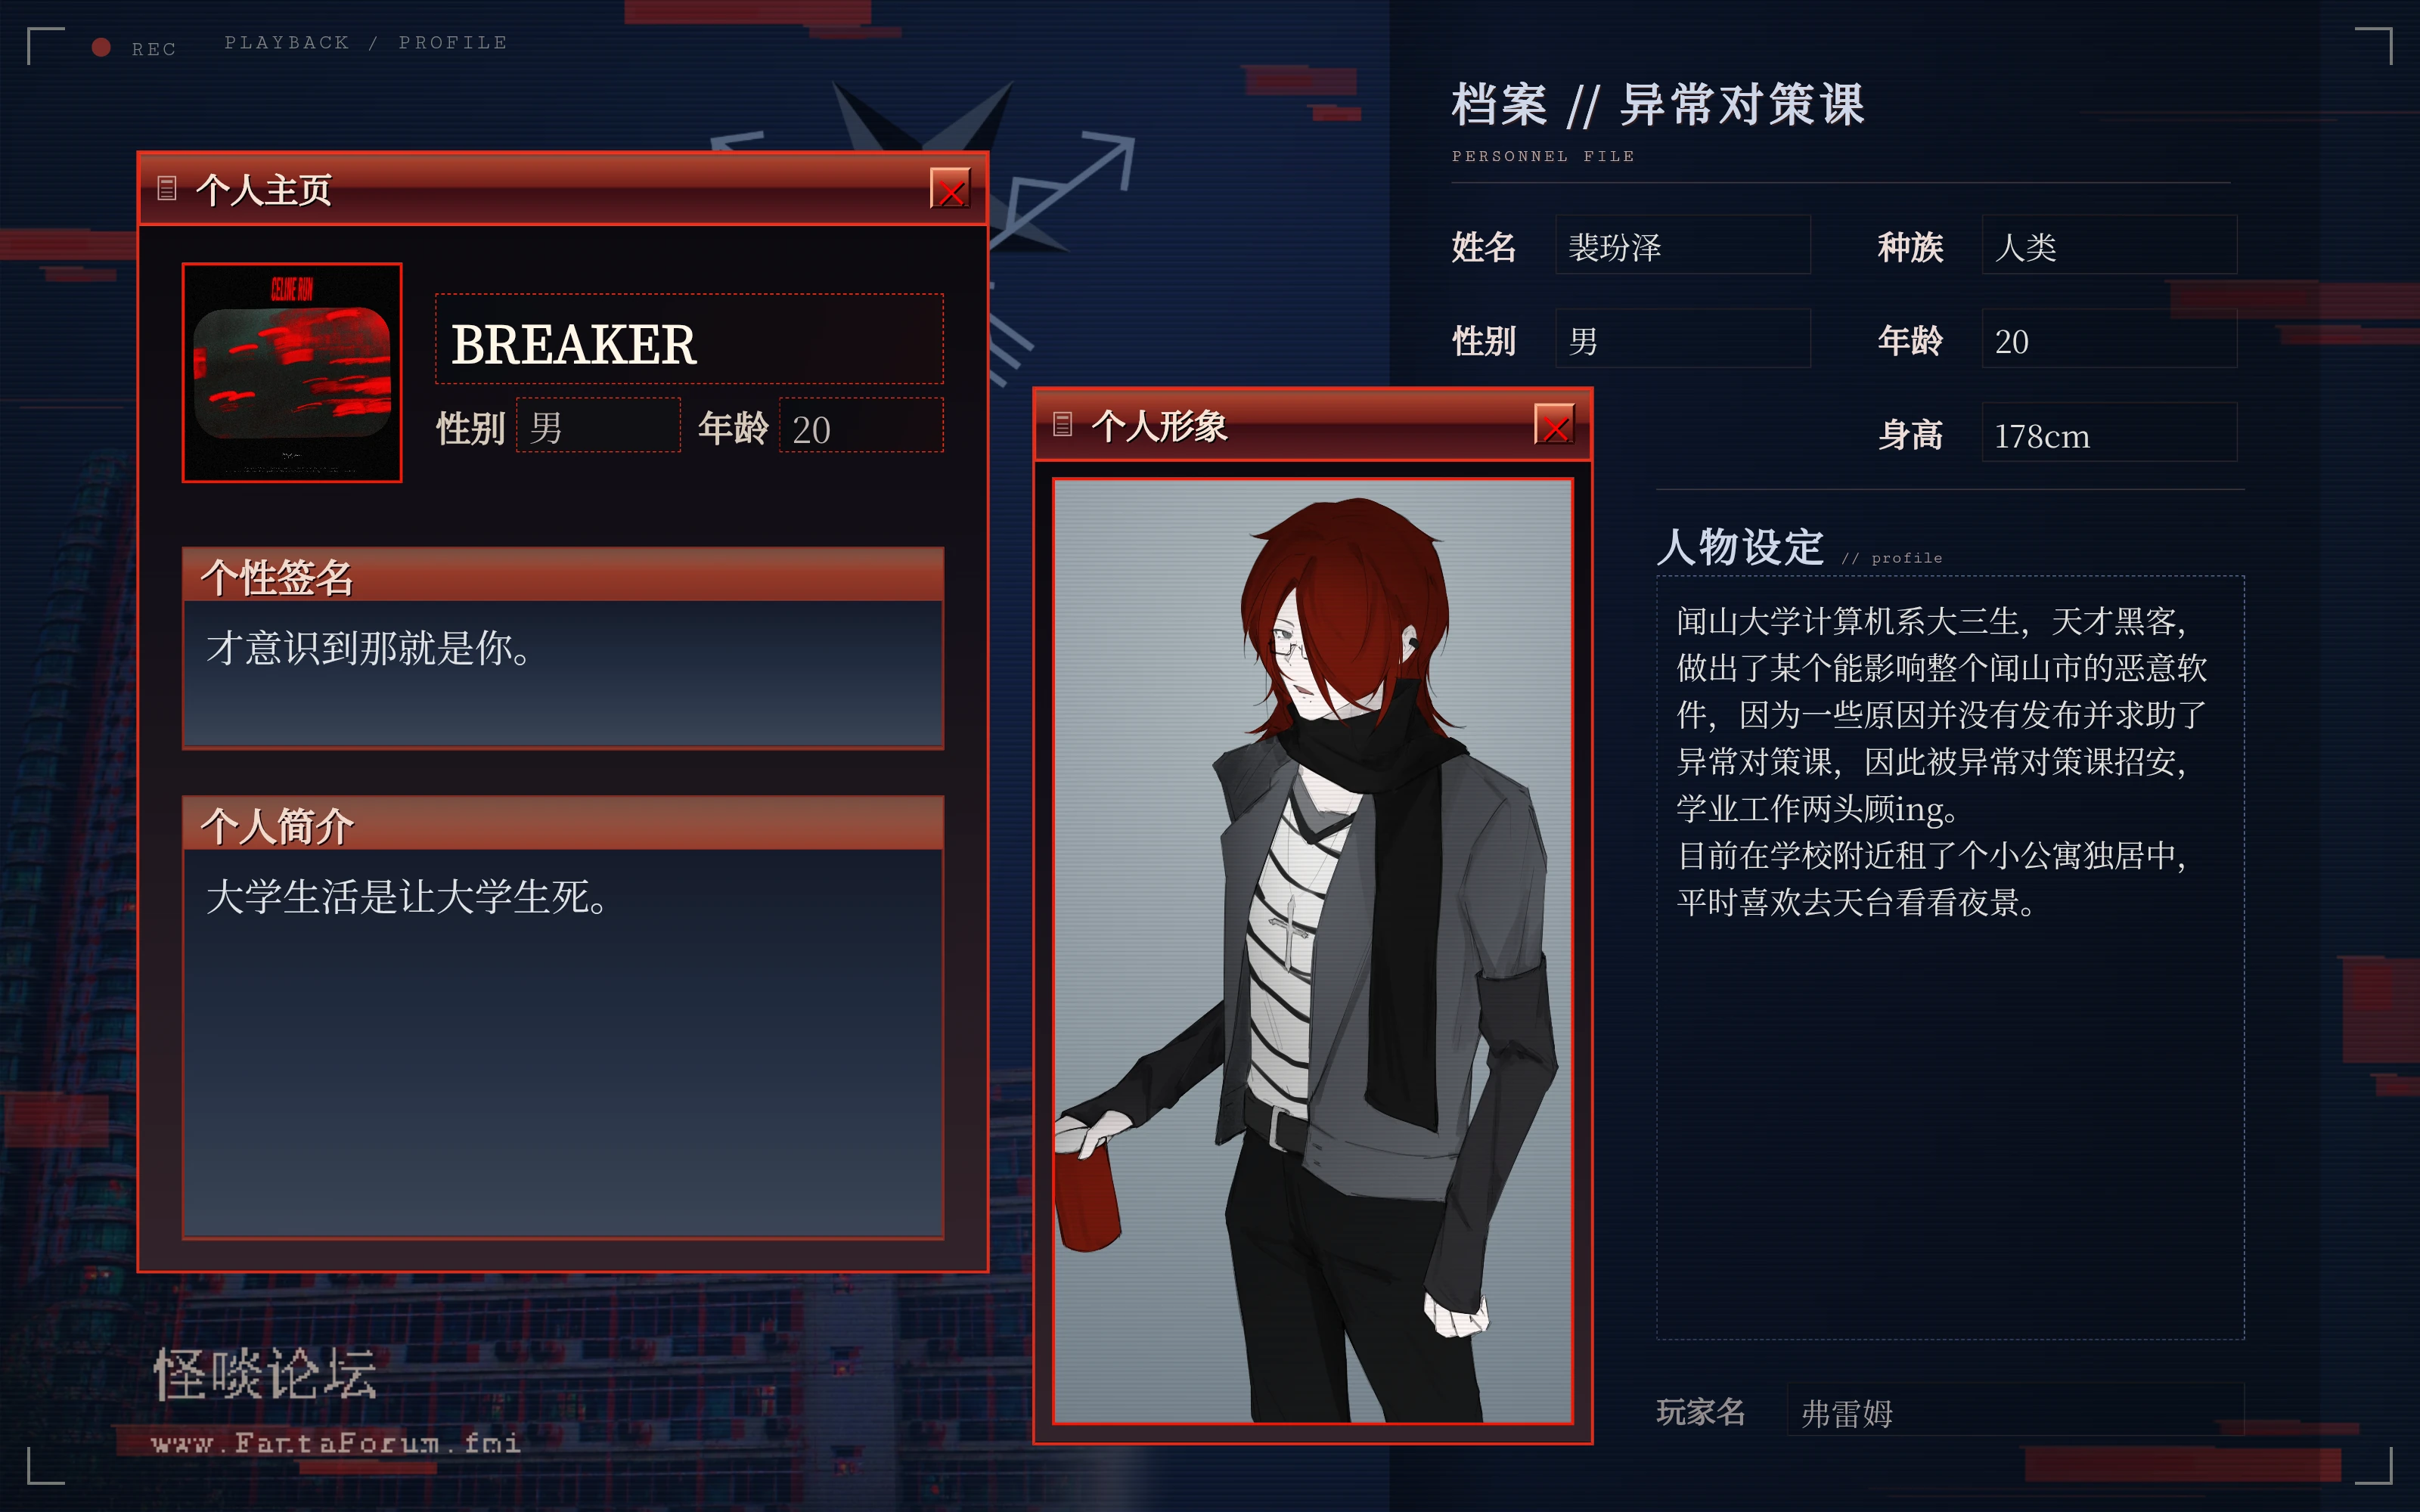 REC
PLAYBACK / PROFILE
个人主页
CELINE RUN
BREAKER
性别 男 年龄 20
个性签名
才意识到那就是你。
个人简介
大学生活是让大学生死。
怪啖论坛
www.FantaForum.fmi
个人形象
档案 // 异常对策课
PERSONNEL FILE
姓名 裴玢泽 种族 人类
性别 男 年龄 20
身高 178cm
人物设定 // profile
闻山大学计算机系大三生，天才黑客，
做出了某个能影响整个闻山市的恶意软
件，因为一些原因并没有发布并求助了
异常对策课，因此被异常对策课招安，
学业工作两头顾ing。
目前在学校附近租了个小公寓独居中，
平时喜欢去天台看看夜景。
玩家名 弗雷姆